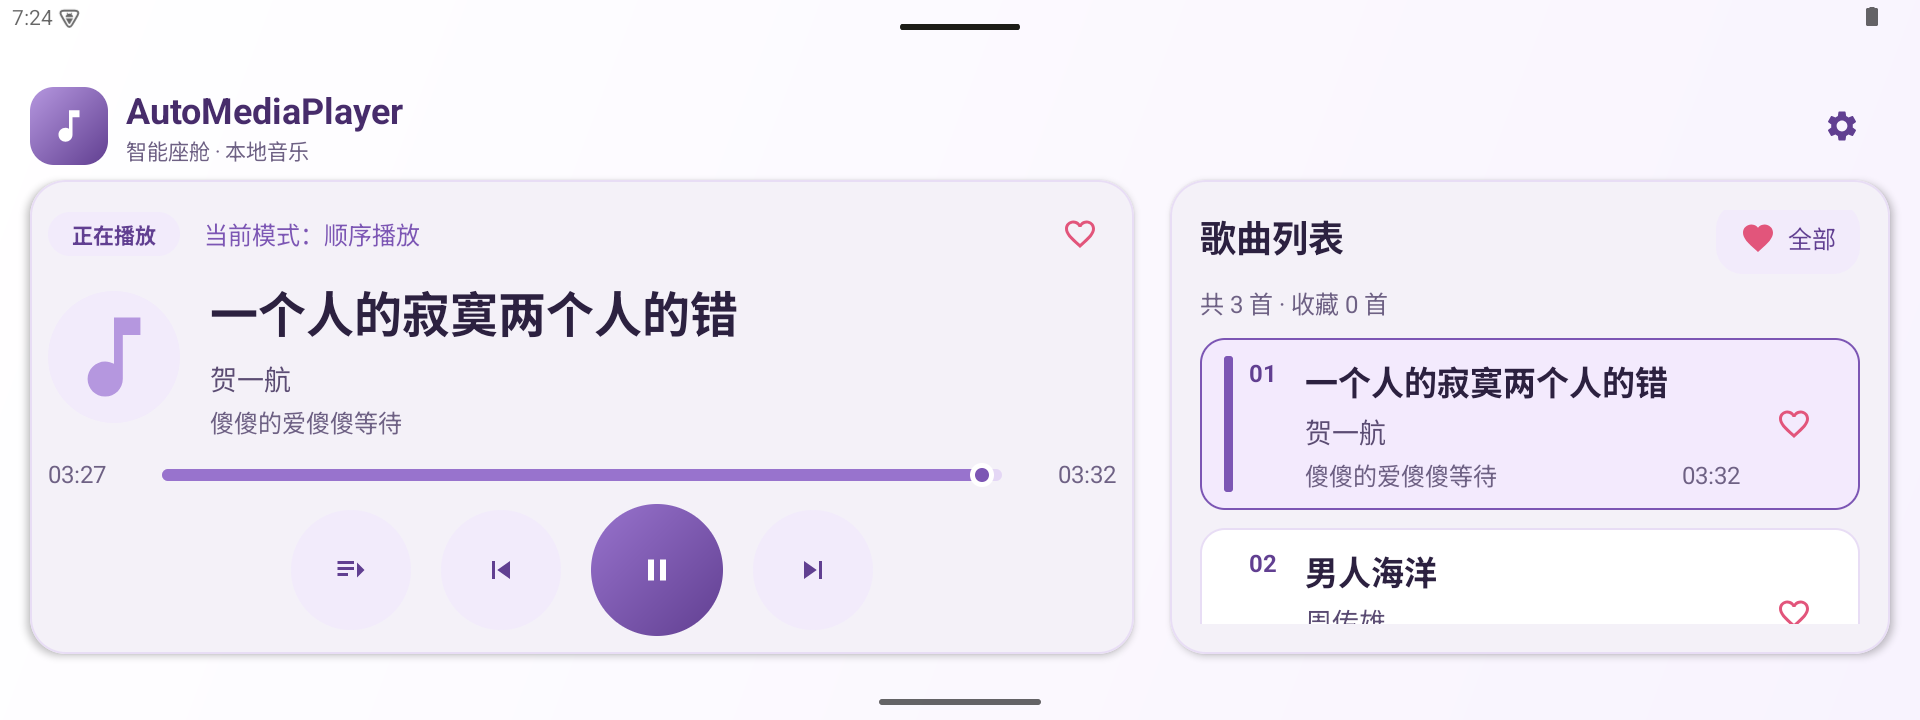 7:24
AutoMediaPlayer
智能座舱 · 本地音乐
正在播放
当前模式：顺序播放
一个人的寂寞两个人的错
贺一航
傻傻的爱傻傻等待
03:27
03:32
歌曲列表
全部
共 3 首 · 收藏 0 首
01
一个人的寂寞两个人的错
贺一航
傻傻的爱傻傻等待
03:32
02
男人海洋
周传雄